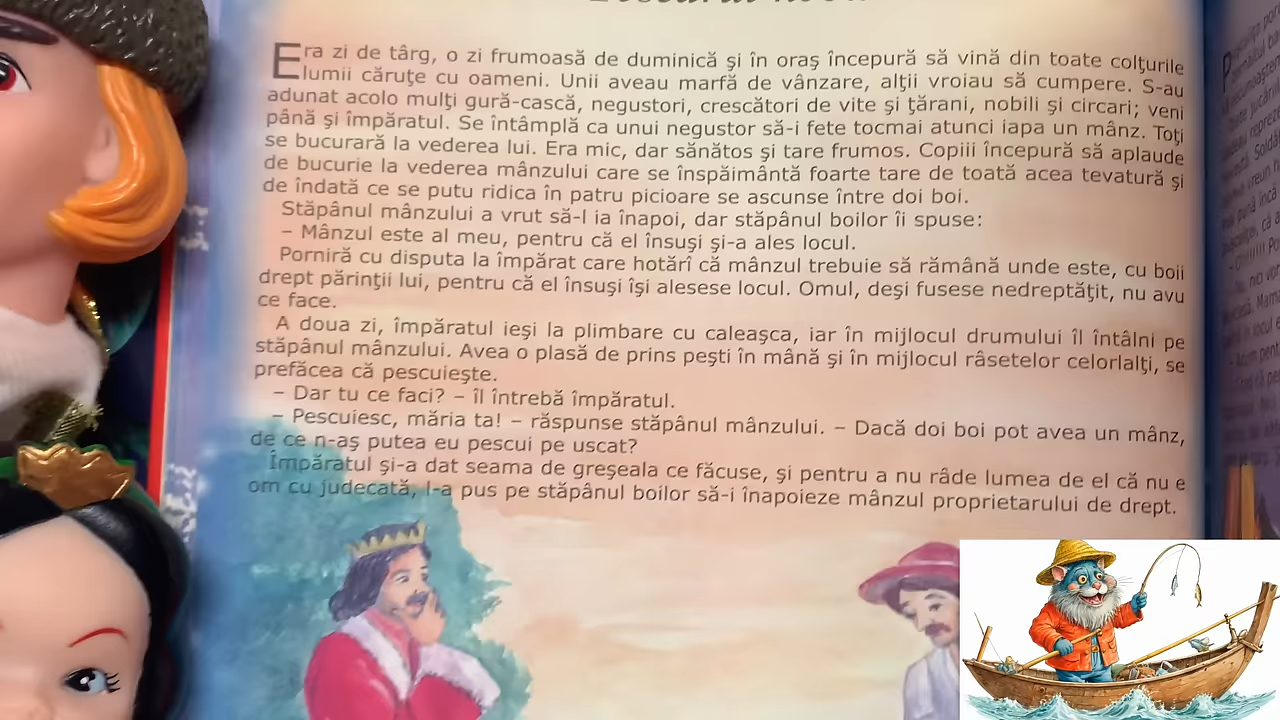 Era zi de târg, o zi frumoasă de duminică şi în oraş începură să vină din toate colţurile
lumii căruţe cu oameni. Unii aveau marfă de vânzare, alţii vroiau să cumpere. S-au
adunat acolo mulţi gură-cască, negustori, crescători de vite şi ţărani, nobili şi circari; veni
până şi împăratul. Se întâmplă ca unui negustor să-i fete tocmai atunci iapa un mânz. Toţi
se bucurară la vederea lui. Era mic, dar sănătos şi tare frumos. Copiii începură să aplaude
de bucurie la vederea mânzului care se înspăimântă foarte tare de toată acea tevatură şi
de îndată ce se putu ridica în patru picioare se ascunse între doi boi.
Stăpânul mânzului a vrut să-l ia înapoi, dar stăpânul boilor îi spuse:
– Mânzul este al meu, pentru că el însuşi şi-a ales locul.
Porniră cu disputa la împărat care hotărî că mânzul trebuie să rămână unde este, cu boii
drept părinţii lui, pentru că el însuşi îşi alesese locul. Omul, deşi fusese nedreptăţit, nu avu
ce face.
A doua zi, împăratul ieşi la plimbare cu caleaşca, iar în mijlocul drumului îl întâlni pe
stăpânul mânzului. Avea o plasă de prins peşti în mână şi în mijlocul râsetelor celorlalţi, se
prefăcea că pescuieşte.
– Dar tu ce faci? – îl întrebă împăratul.
– Pescuiesc, măria ta! – răspunse stăpânul mânzului. – Dacă doi boi pot avea un mânz,
de ce n-aş putea eu pescui pe uscat?
Împăratul şi-a dat seama de greşeala ce făcuse, şi pentru a nu râde lumea de el că nu e
om cu judecată, l-a pus pe stăpânul boilor să-i înapoieze mânzul proprietarului de drept.